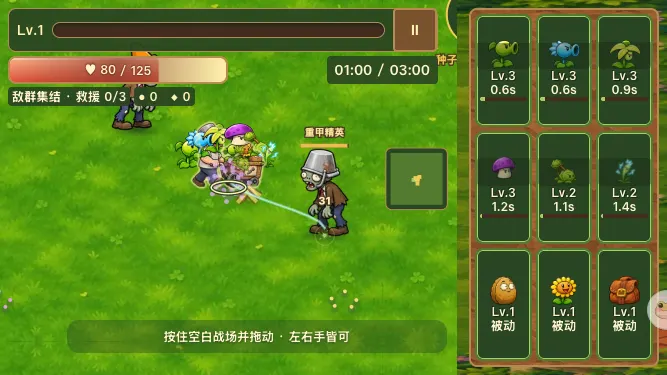 Lv.1
80 / 125
01:00 / 03:00
种子
敌群集结 · 救援 0/3 ● 0 ◆ 0
重甲精英
31
按住空白战场并拖动 · 左右手皆可
Lv.3
0.6s
Lv.3
0.6s
Lv.3
0.9s
Lv.3
1.2s
Lv.2
1.1s
Lv.2
1.4s
Lv.1
被动
Lv.1
被动
Lv.1
被动